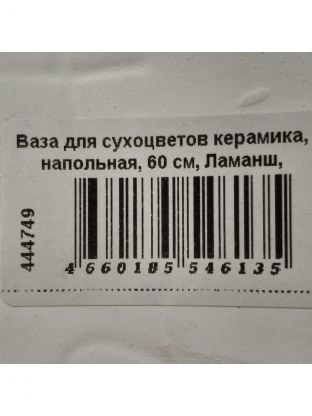 Ваза для сухоцветов керамика,
напольная, 60 см, Ламанш,
444749
4 660185 546135